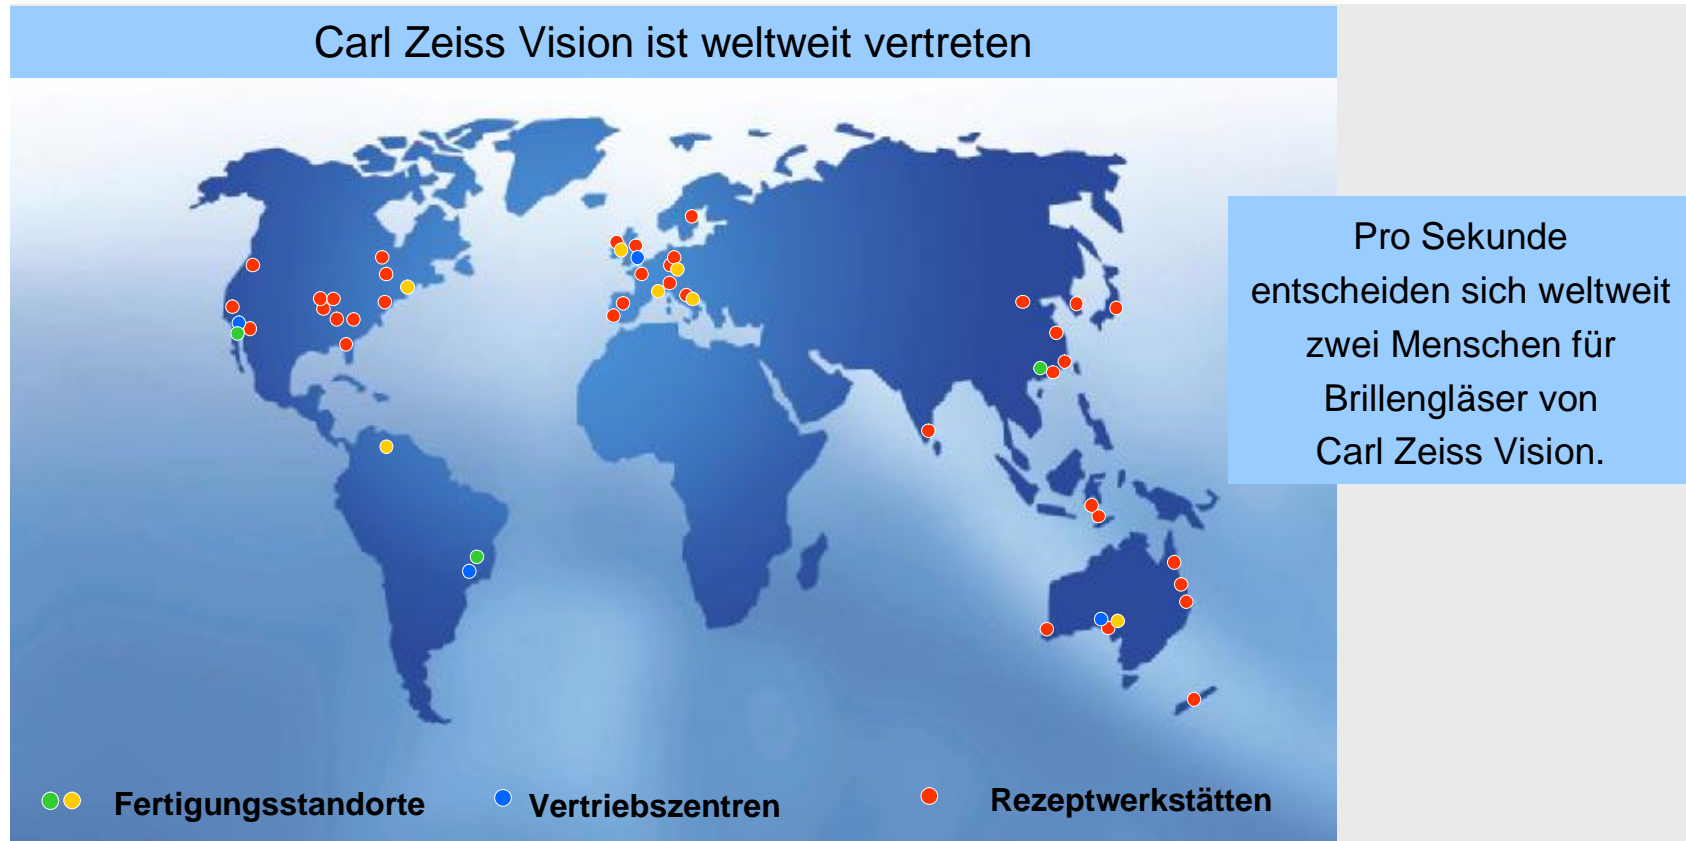 Carl Zeiss Vision ist weltweit vertreten
Pro Sekunde
entscheiden sich weltweit
zwei Menschen für
Brillengläser von
Carl Zeiss Vision.
Fertigungsstandorte
Vertriebszentren
Rezeptwerkstätten